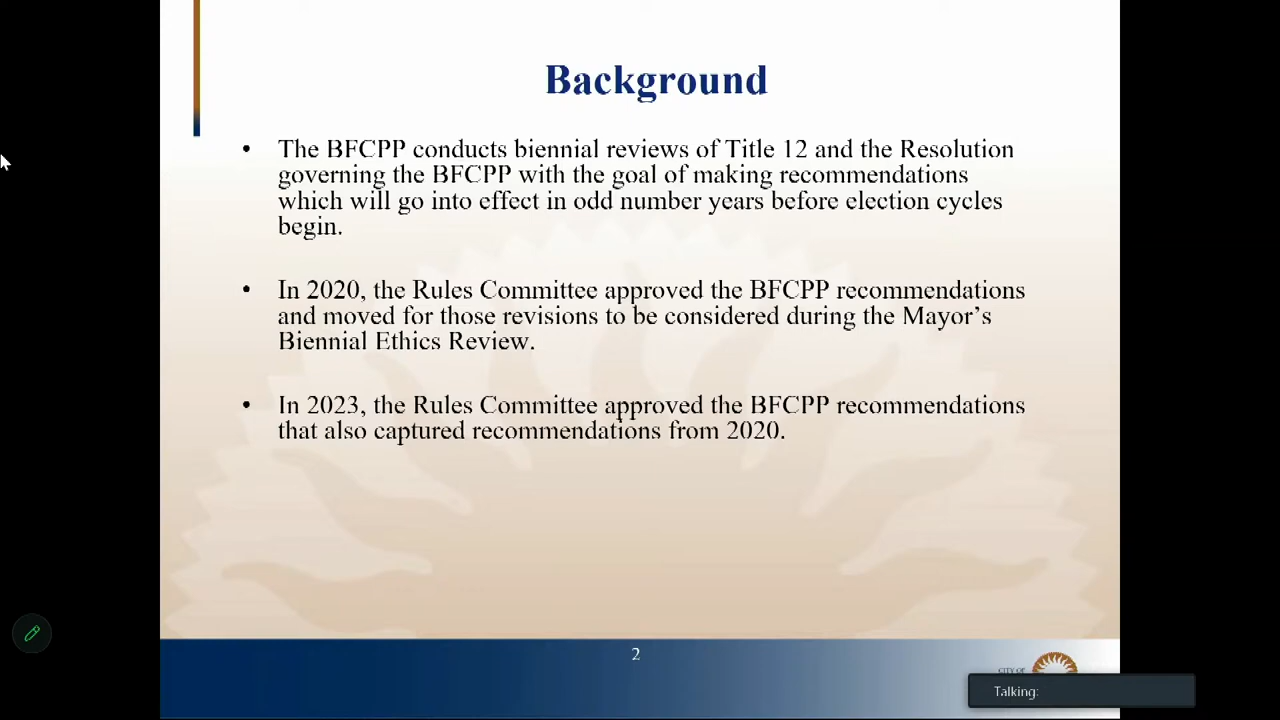 Background
• The BFCPP conducts biennial reviews of Title 12 and the Resolution
governing the BFCPP with the goal of making recommendations
which will go into effect in odd number years before election cycles
begin.
• In 2020, the Rules Committee approved the BFCPP recommendations
and moved for those revisions to be considered during the Mayor’s
Biennial Ethics Review.
• In 2023, the Rules Committee approved the BFCPP recommendations
that also captured recommendations from 2020.
2
CITY OF
Talking: